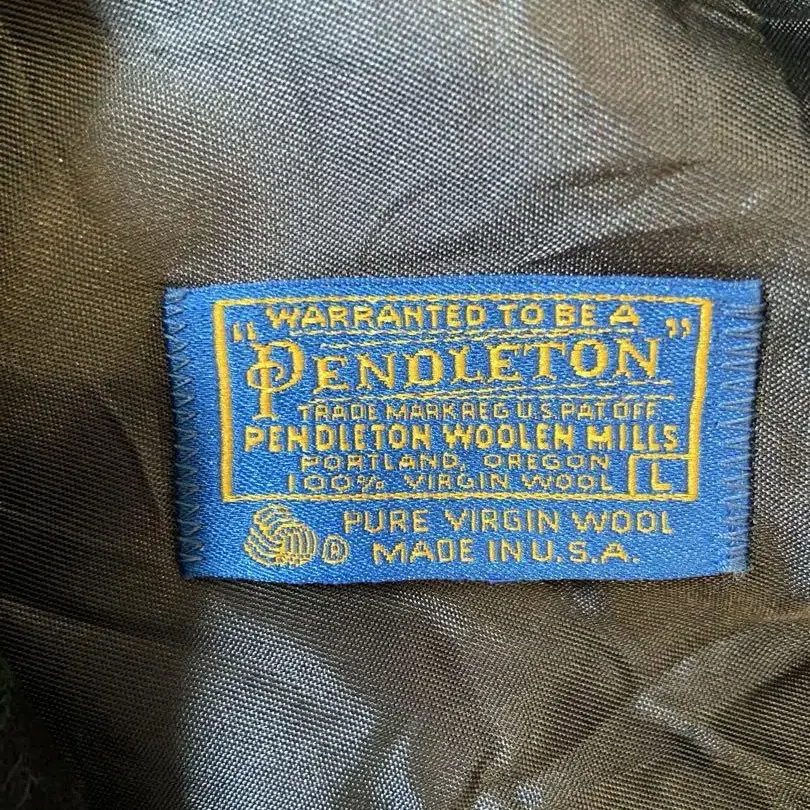 "WARRANTED TO BE A"
PENDLETON
TRADE MARK REG U.S. PAT OFF.
PENDLETON WOOLEN MILLS
PORTLAND, OREGON
100% VIRGIN WOOL L
® PURE VIRGIN WOOL
MADE IN U.S.A.